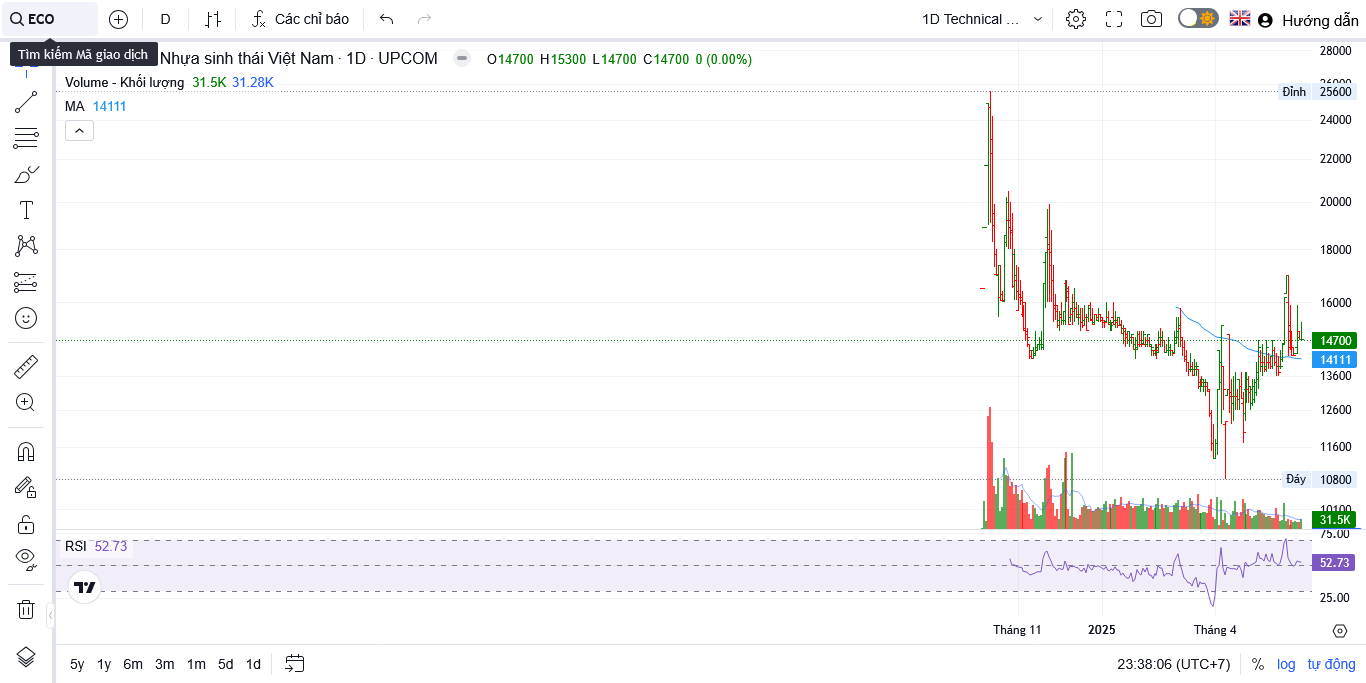 ECO
D
Các chỉ báo
1D Technical ...
Hướng dẫn
Tìm kiếm Mã giao dịch
Nhựa sinh thái Việt Nam · 1D · UPCOM
O14700 H15300 L14700 C14700 0 (0.00%)
Volume - Khối lượng 31.5K 31.28K
MA 14111
28000
26000
Đỉnh 25600
24000
22000
20000
18000
16000
14700
14111
13600
12600
11600
Đáy 10800
10100
31.5K
75.00
RSI 52.73
52.73
25.00
Tháng 11 2025 Tháng 4
5y 1y 6m 3m 1m 5d 1d
23:38:06 (UTC+7) % log tự động